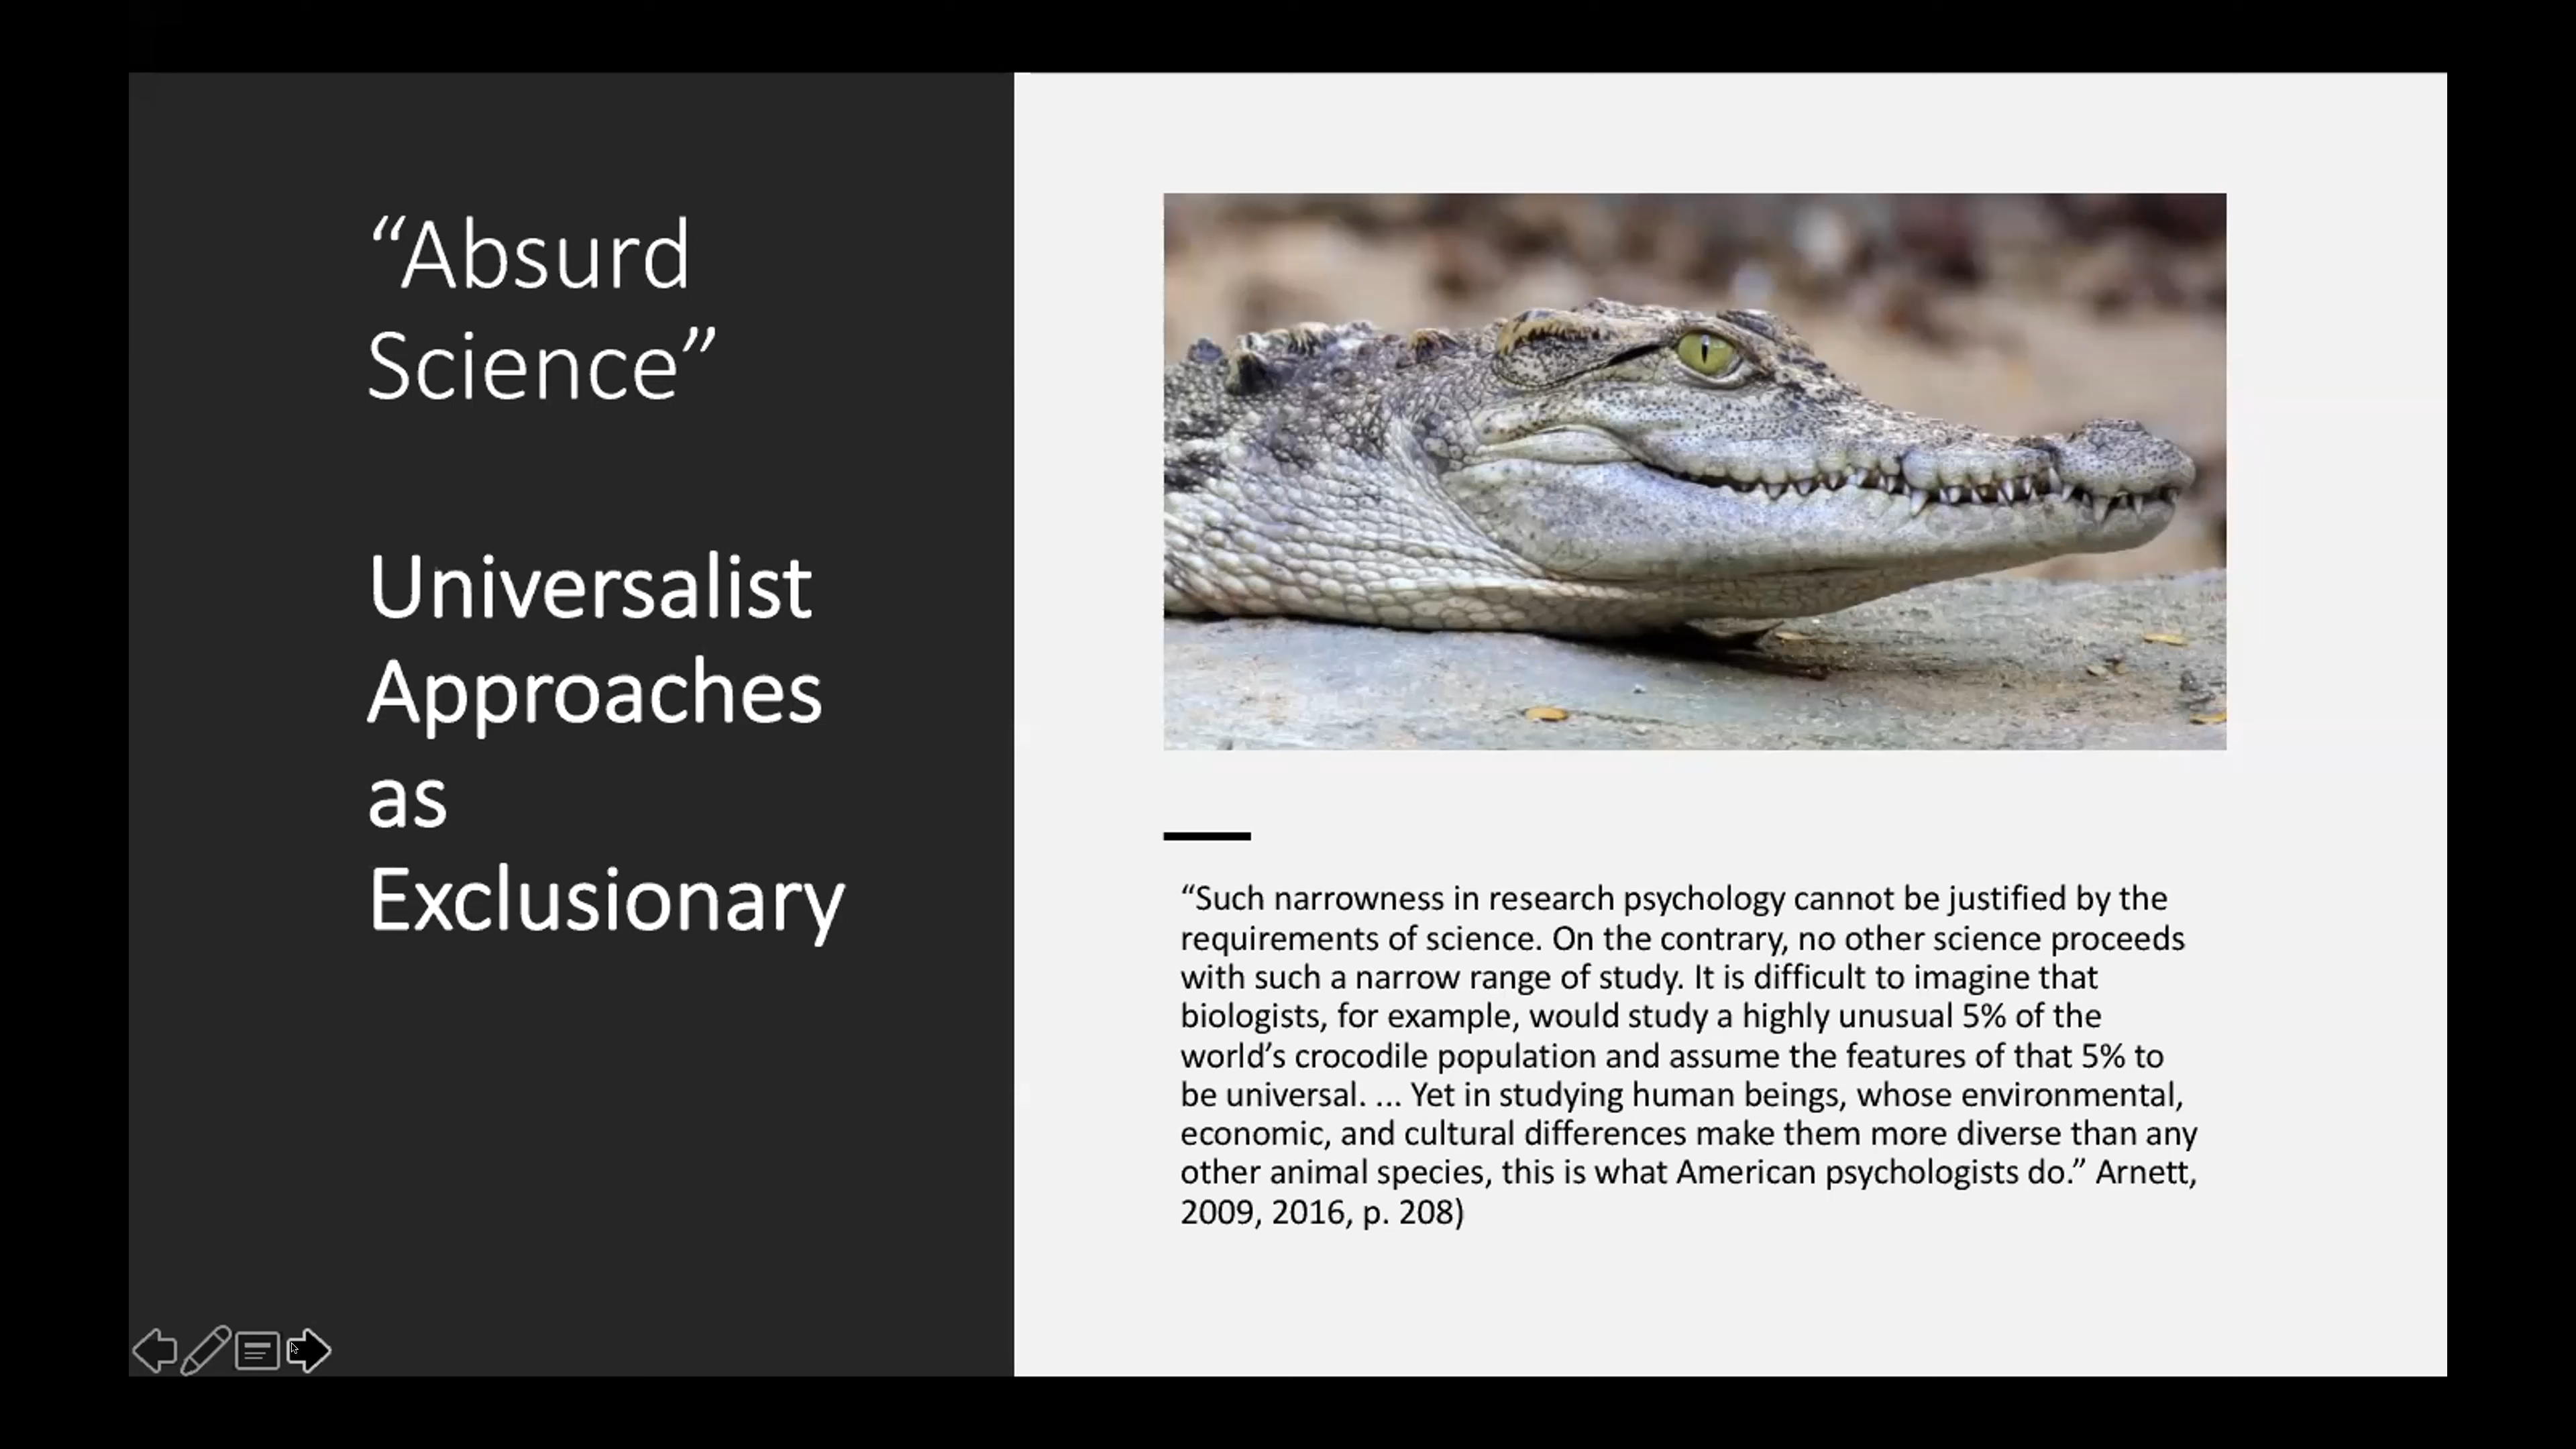 “Absurd
Science”
Universalist
Approaches
as
Exclusionary
“Such narrowness in research psychology cannot be justified by the
requirements of science. On the contrary, no other science proceeds
with such a narrow range of study. It is difficult to imagine that
biologists, for example, would study a highly unusual 5% of the
world’s crocodile population and assume the features of that 5% to
be universal. ... Yet in studying human beings, whose environmental,
economic, and cultural differences make them more diverse than any
other animal species, this is what American psychologists do.” Arnett,
2009, 2016, p. 208)